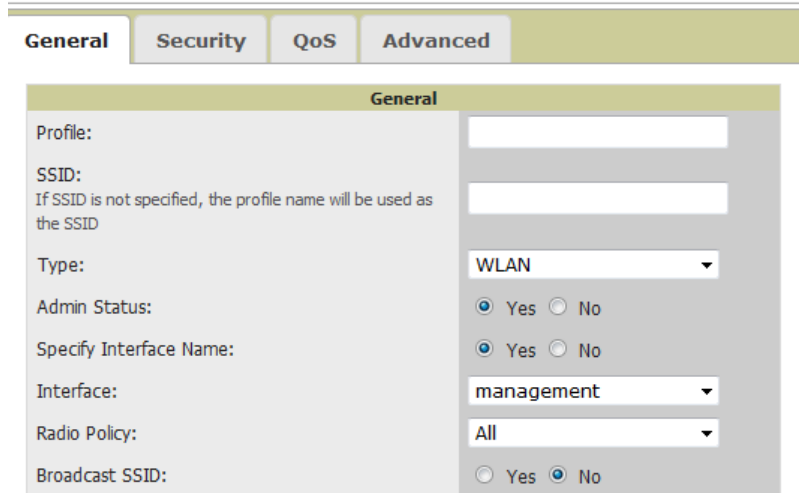 General Security QoS Advanced
General
Profile:
SSID:
If SSID is not specified, the profile name will be used as
the SSID
Type: WLAN
Admin Status: Yes No
Specify Interface Name: Yes No
Interface: management
Radio Policy: All
Broadcast SSID: Yes No